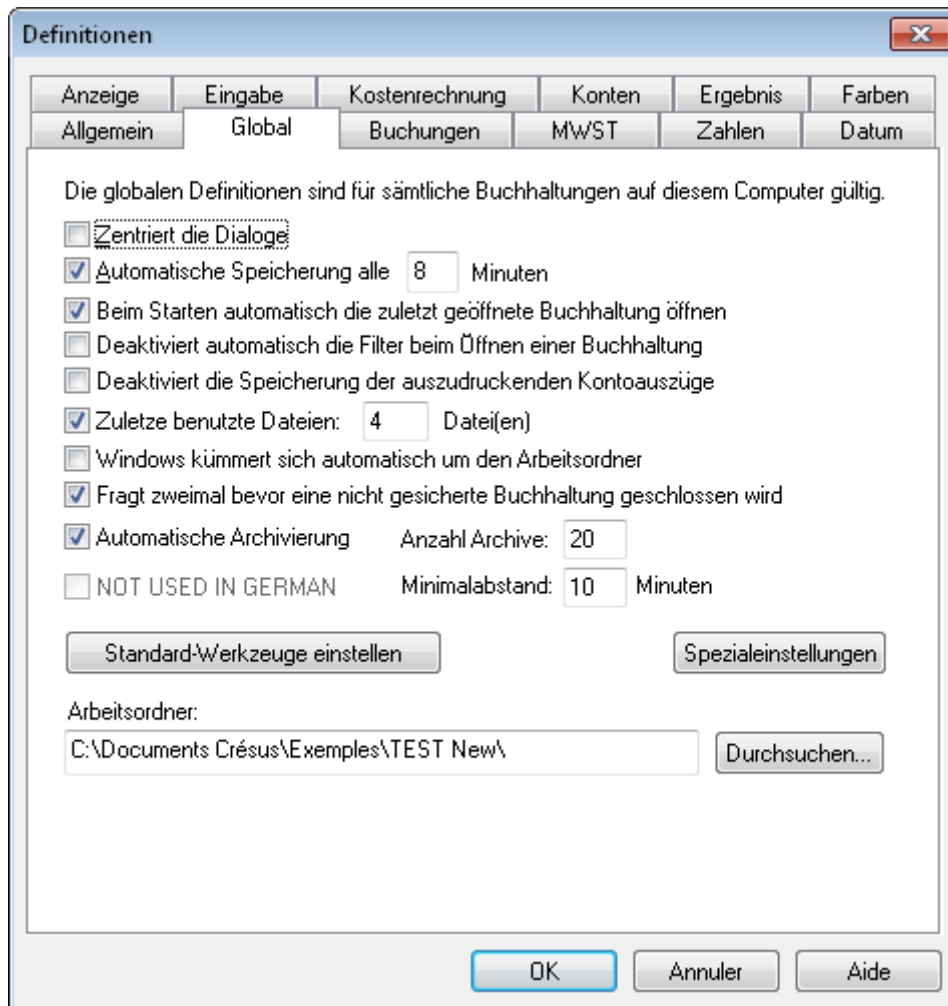 Definitionen
Anzeige Eingabe Kostenrechnung Konten Ergebnis Farben
Allgemein Global Buchungen MWST Zahlen Datum
Die globalen Definitionen sind für sämtliche Buchhaltungen auf diesem Computer gültig.
Zentriert die Dialoge
Automatische Speicherung alle 8 Minuten
Beim Starten automatisch die zuletzt geöffnete Buchhaltung öffnen
Deaktiviert automatisch die Filter beim Öffnen einer Buchhaltung
Deaktiviert die Speicherung der auszudruckenden Kontoauszüge
Zuletze benutzte Dateien: 4 Datei(en)
Windows kümmert sich automatisch um den Arbeitsordner
Fragt zweimal bevor eine nicht gesicherte Buchhaltung geschlossen wird
Automatische Archivierung Anzahl Archive: 20
NOT USED IN GERMAN Minimalabstand: 10 Minuten
Standard-Werkzeuge einstellen Spezialeinstellungen
Arbeitsordner:
C:\Documents Crésus\Exemples\TEST New\ Durchsuchen...
OK Annuler Aide